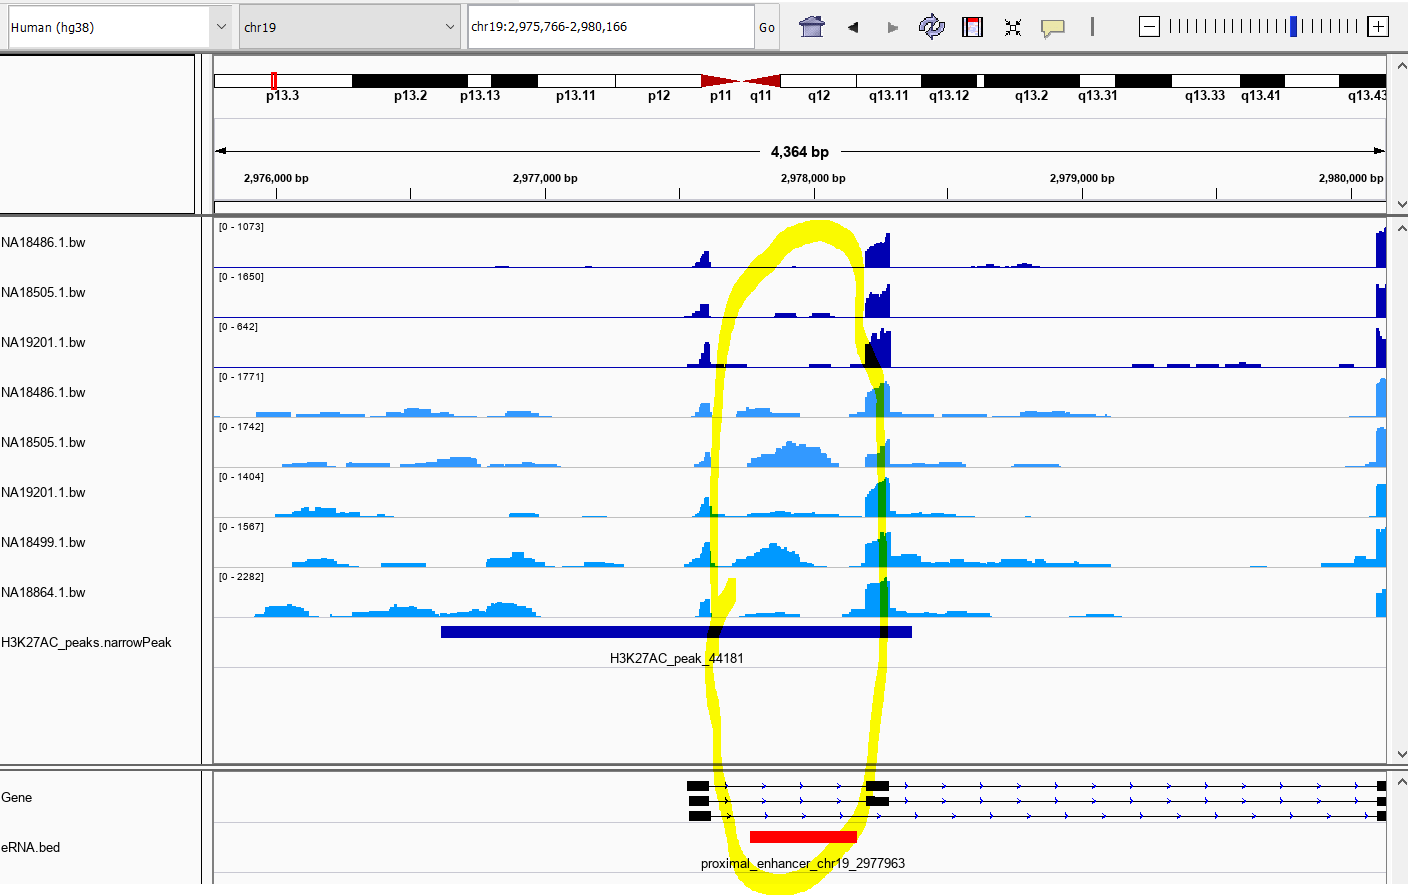 Human (hg38) chr19 chr19:2,975,766-2,980,166 Go
p13.3 p13.2 p13.13 p13.11 p12 p11 q11 q12 q13.11 q13.12 q13.2 q13.31 q13.33 q13.41 q13.43
4,364 bp
2,976,000 bp 2,977,000 bp 2,978,000 bp 2,979,000 bp 2,980,000 bp
[0 - 1073]
NA18486.1.bw
[0 - 1650]
NA18505.1.bw
[0 - 642]
NA19201.1.bw
[0 - 1771]
NA18486.1.bw
[0 - 1742]
NA18505.1.bw
[0 - 1404]
NA19201.1.bw
[0 - 1567]
NA18499.1.bw
[0 - 2282]
NA18864.1.bw
H3K27AC_peaks.narrowPeak
H3K27AC_peak_44181
Gene
eRNA.bed
proximal_enhancer_chr19_2977963